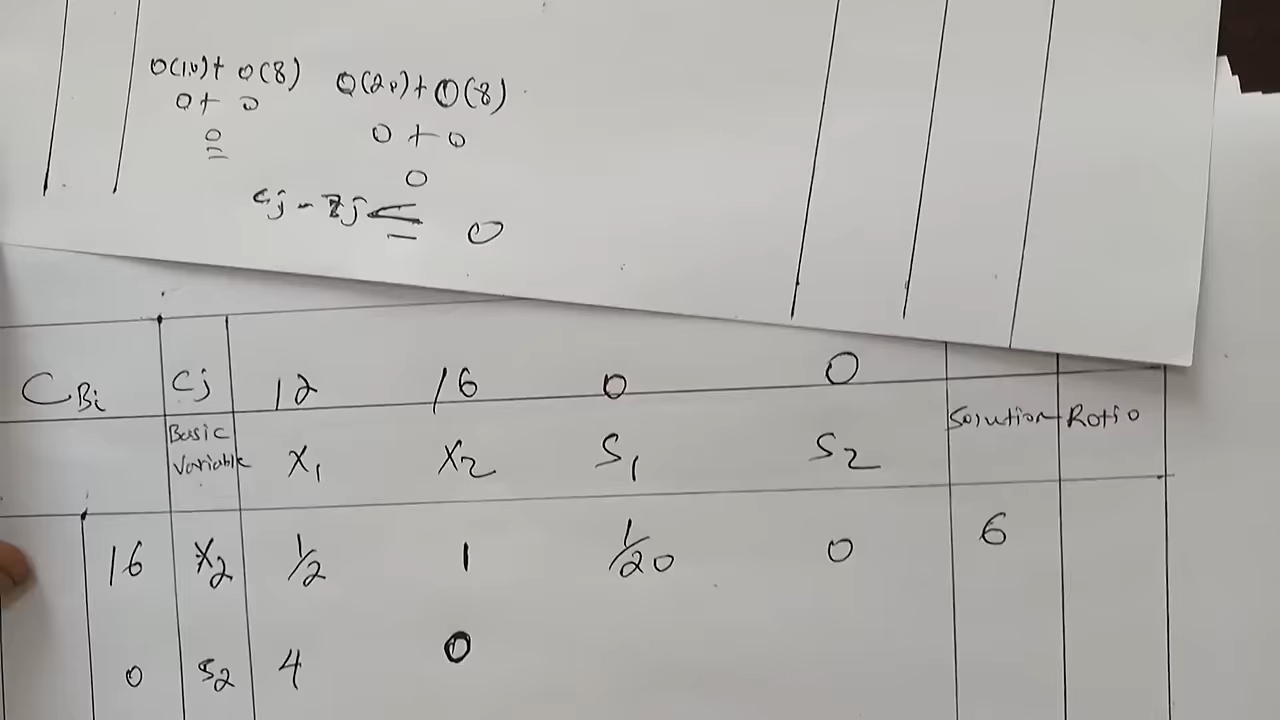 0(10)+ 0(8) 0(20)+0(8)
0+ 0 0+0
0 0
Cj - Zj ≤ 0
CBi Cj 12 16 0 0
Basic Variable X1 X2 S1 S2 Solution Ratio
16 X2 1/2 1 1/20 0 6
0 S2 4 0